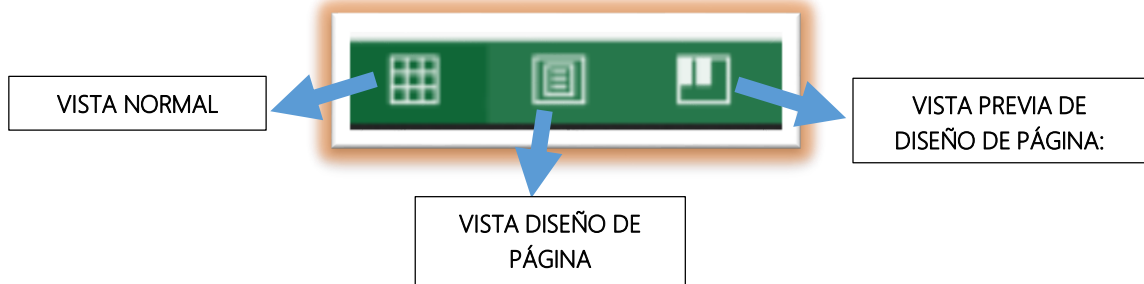 VISTA NORMAL
VISTA DISEÑO DE
PÁGINA
VISTA PREVIA DE
DISEÑO DE PÁGINA: